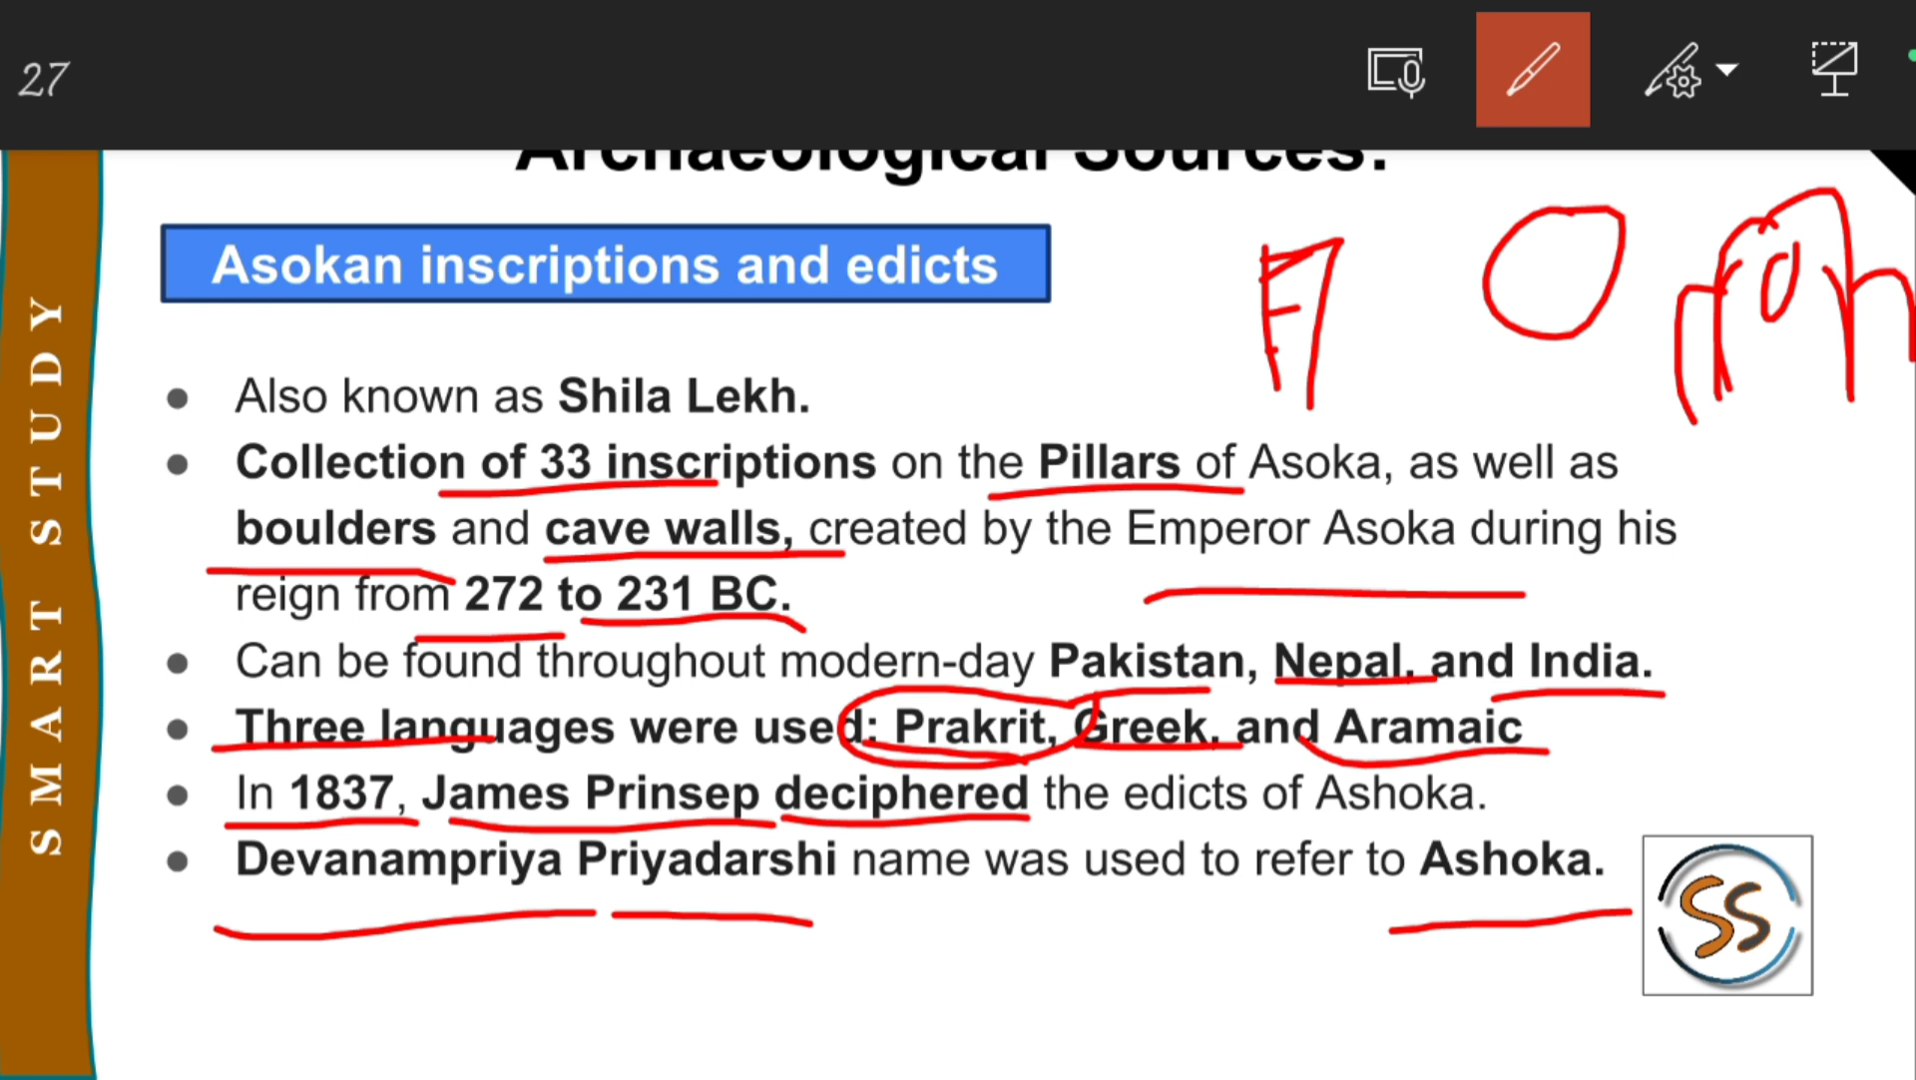 27
Archaeological Sources:
Asokan inscriptions and edicts
Also known as Shila Lekh.
Collection of 33 inscriptions on the Pillars of Asoka, as well as
boulders and cave walls, created by the Emperor Asoka during his
reign from 272 to 231 BC.
Can be found throughout modern-day Pakistan, Nepal, and India.
Three languages were used: Prakrit, Greek, and Aramaic
In 1837, James Prinsep deciphered the edicts of Ashoka.
Devanampriya Priyadarshi name was used to refer to Ashoka.
SMART STUDY
SS